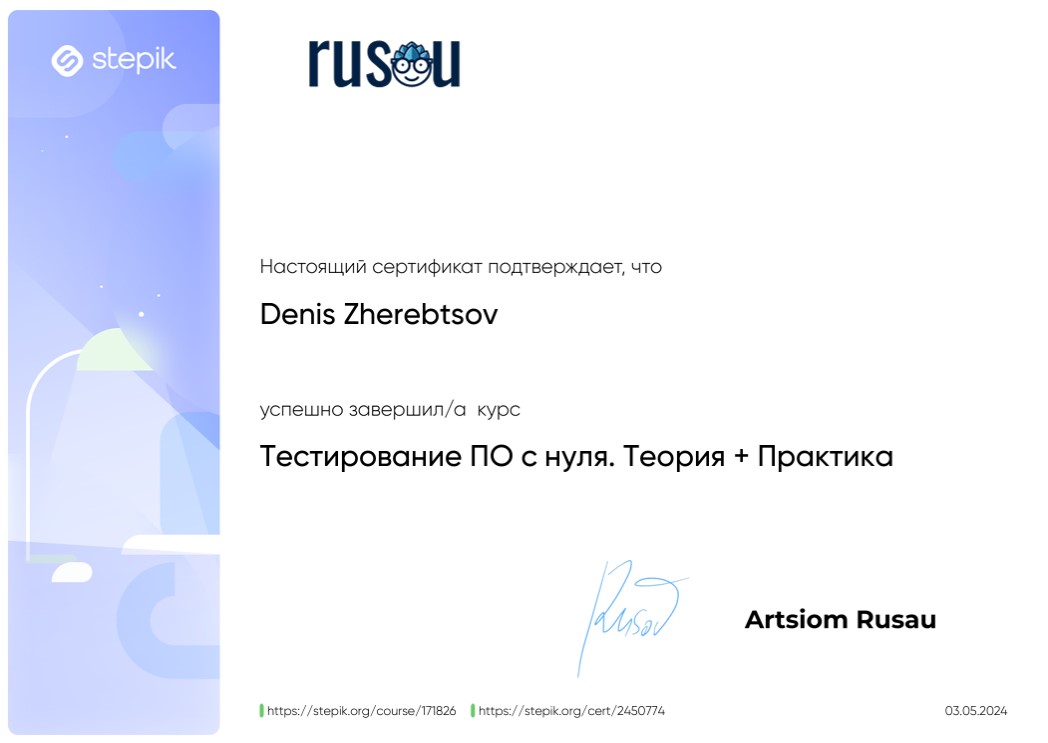 stepik
rusau
Настоящий сертификат подтверждает, что
Denis Zherebtsov
успешно завершил/а  курс
Тестирование ПО с нуля. Теория + Практика
Rusau
Artsiom Rusau
https://stepik.org/course/171826 https://stepik.org/cert/2450774 03.05.2024